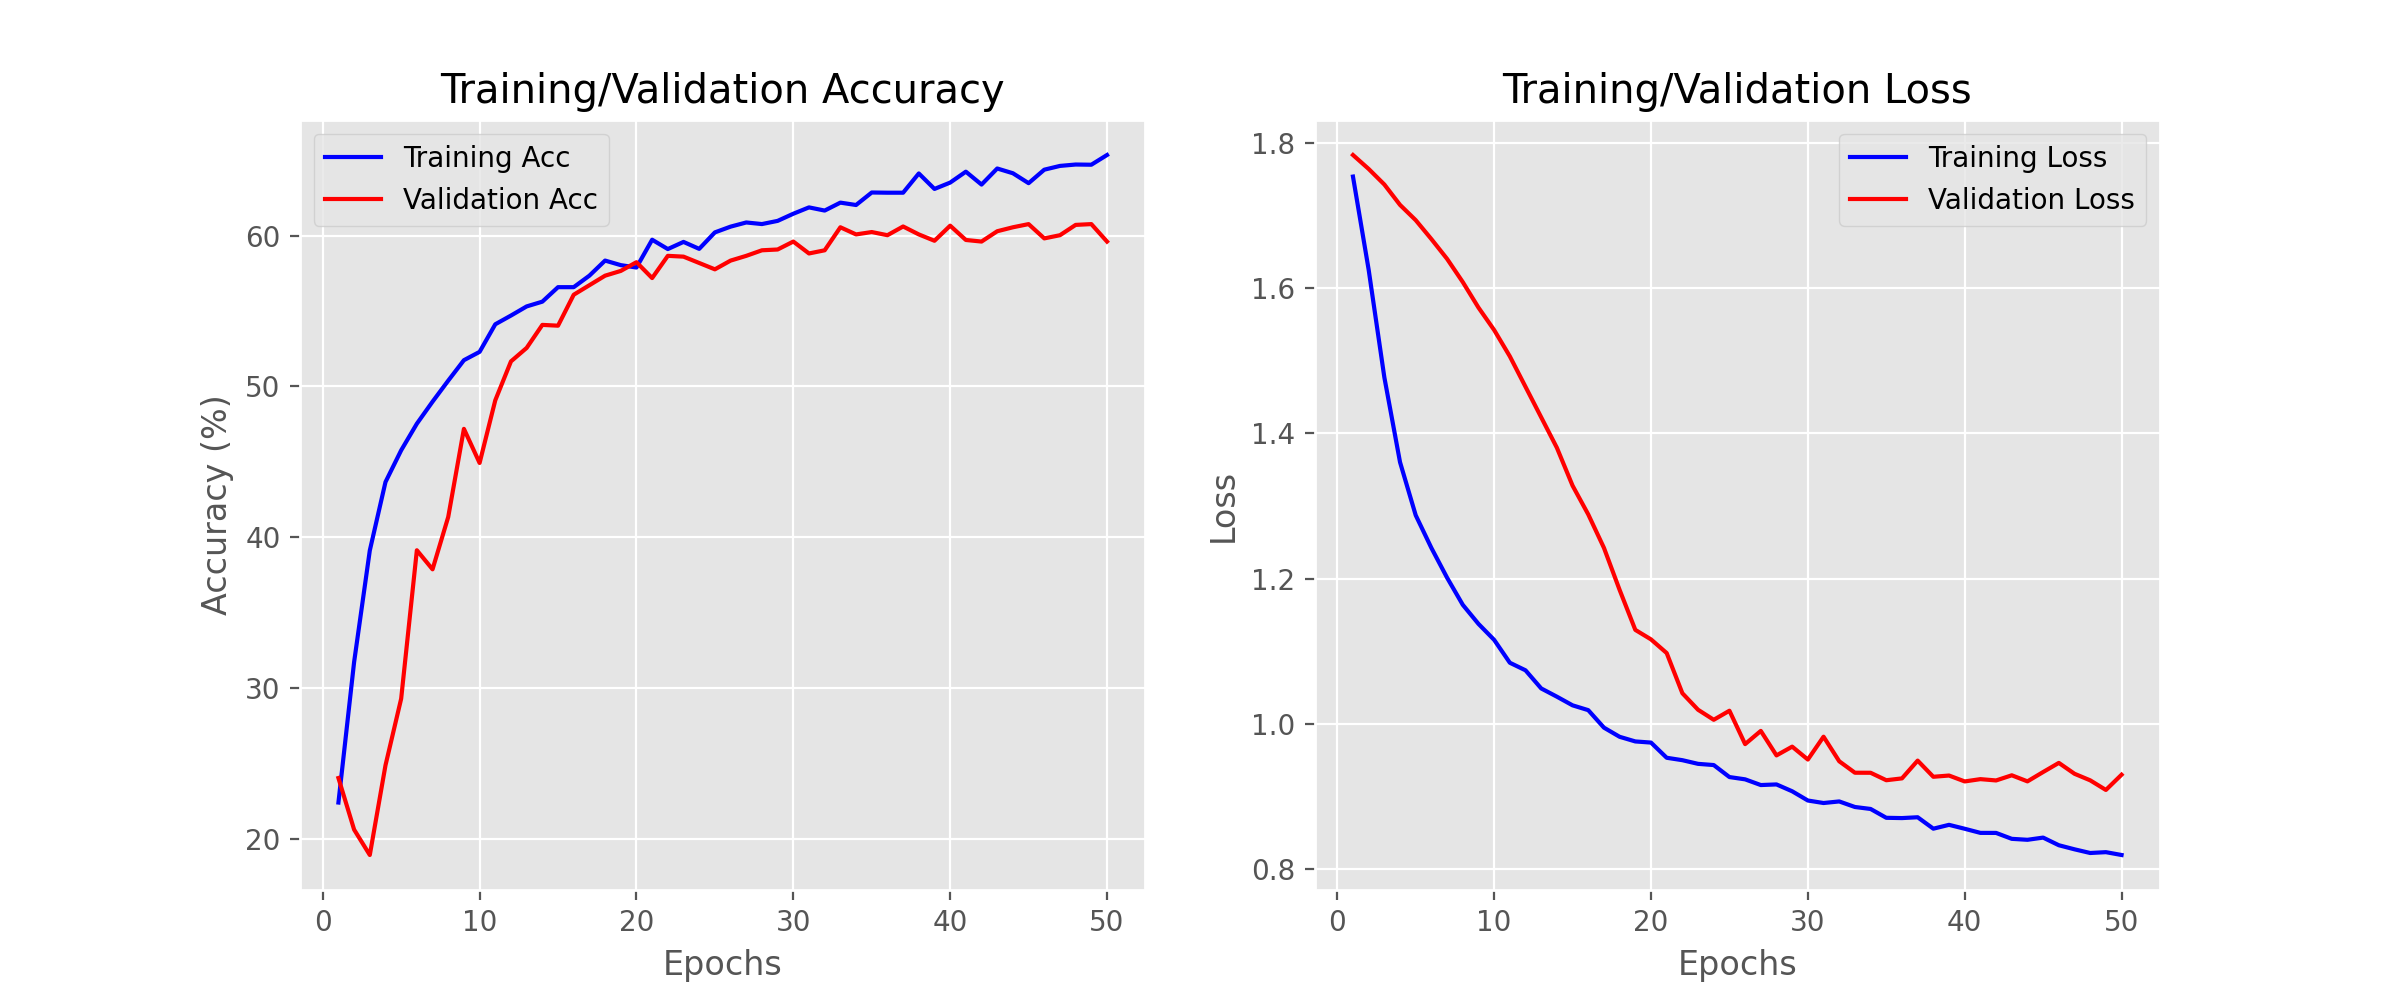 Training/Validation Accuracy
Training Acc
Validation Acc
60
50
40
30
20
Accuracy (%)
0 10 20 30 40 50
Epochs
Training/Validation Loss
Training Loss
Validation Loss
1.8
1.6
1.4
1.2
1.0
0.8
Loss
0 10 20 30 40 50
Epochs